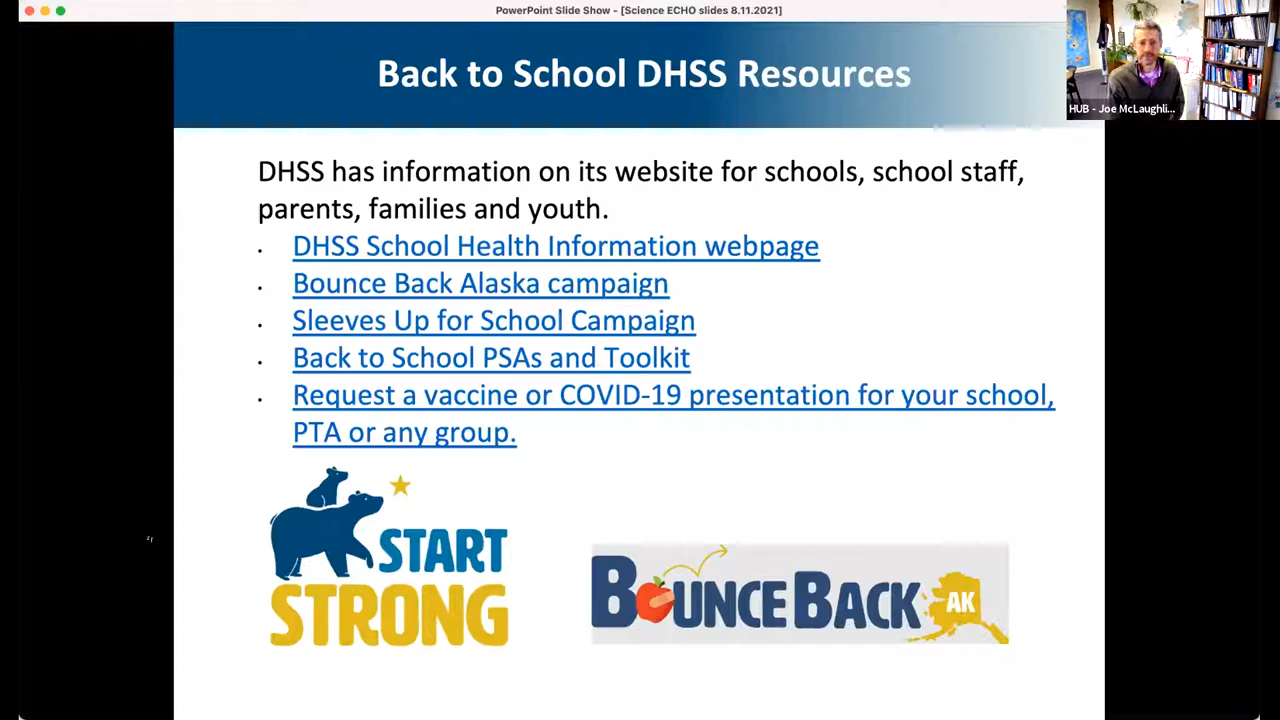 PowerPoint Slide Show - [Science ECHO slides 8.11.2021]
Back to School DHSS Resources
HUB - Joe McLaughli...
DHSS has information on its website for schools, school staff,
parents, families and youth.
DHSS School Health Information webpage
Bounce Back Alaska campaign
Sleeves Up for School Campaign
Back to School PSAs and Toolkit
Request a vaccine or COVID-19 presentation for your school,
PTA or any group.
START
STRONG
BOUNCE BACK AK